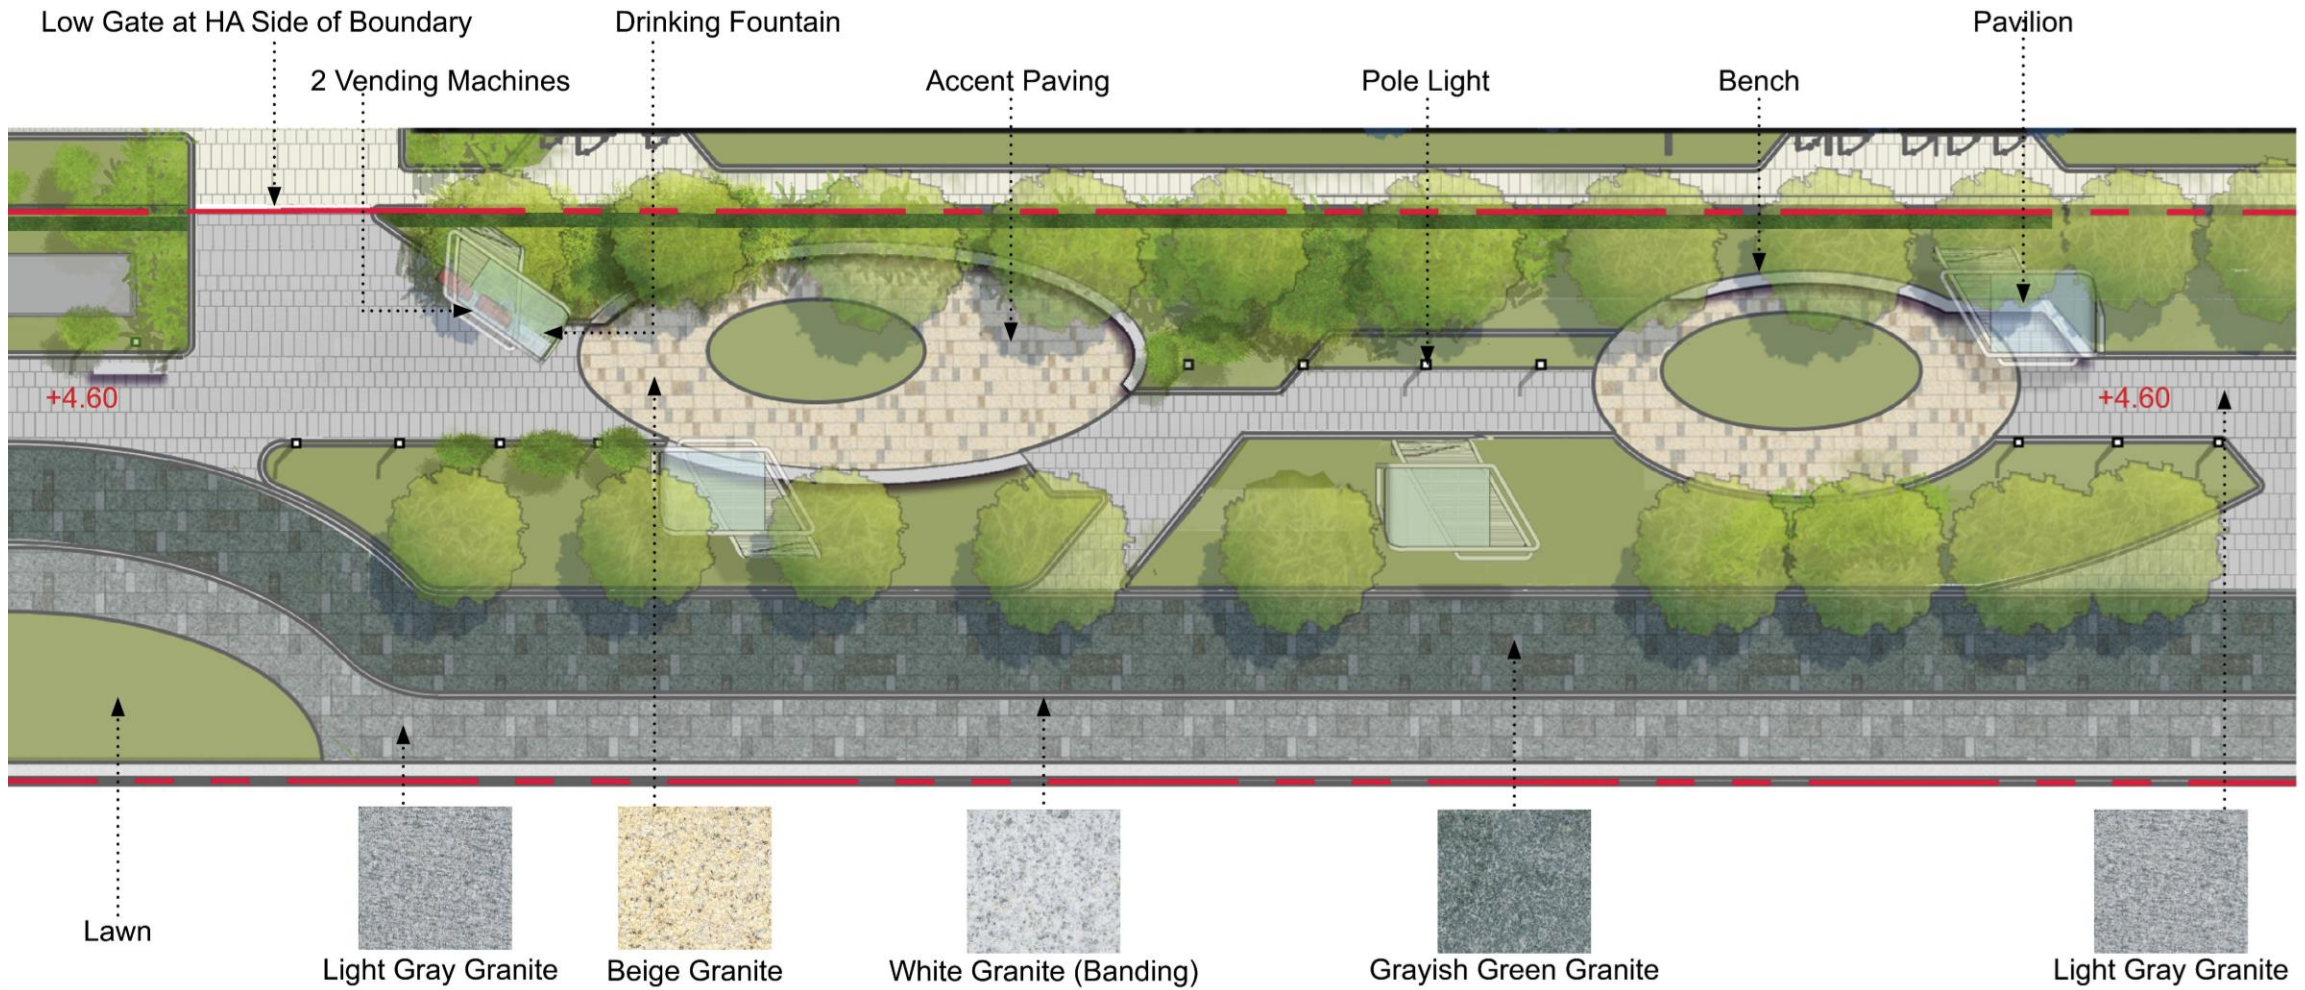 Low Gate at HA Side of Boundary
Drinking Fountain
Pavilion
2 Vending Machines
Accent Paving
Pole Light
Bench
+4.60
+4.60
Lawn
Light Gray Granite
Beige Granite
White Granite (Banding)
Grayish Green Granite
Light Gray Granite